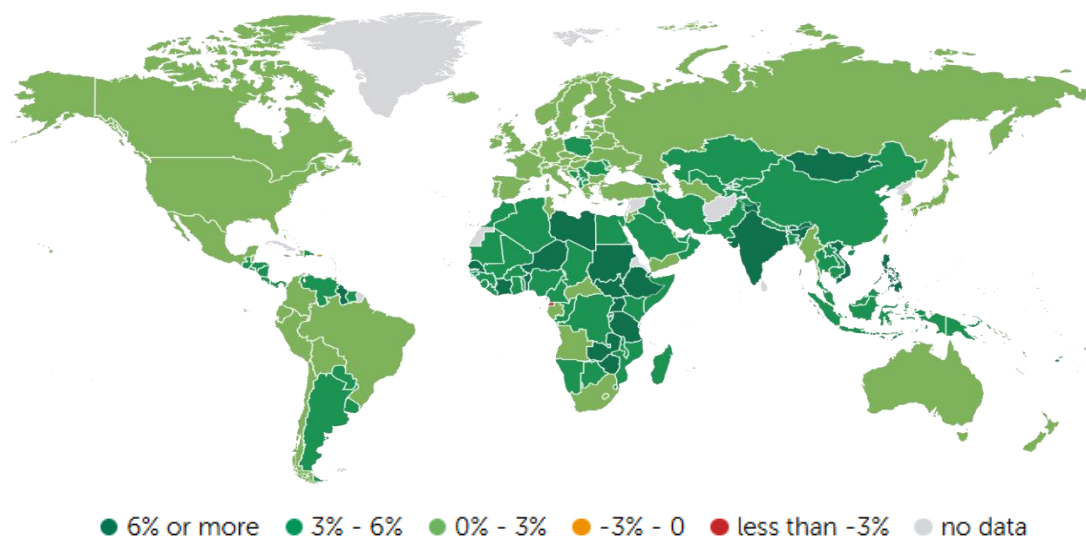 6% or more 3% - 6% 0% - 3% -3% - 0 less than -3% no data